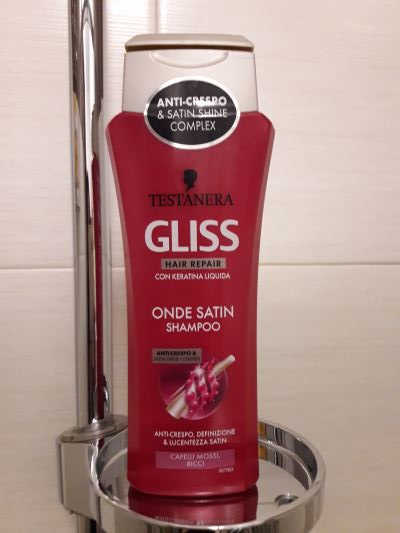 ANTI-CRESPO
& SATIN SHINE
COMPLEX
TESTANERA
GLISS
HAIR REPAIR
CON KERATINA LIQUIDA
ONDE SATIN
SHAMPOO
ANTI-CRESPO &
SATIN SHINE COMPLEX
ANTI-CRESPO, DEFINIZIONE
& LUCENTEZZA SATIN
CAPELLI MOSSI,
RICCI